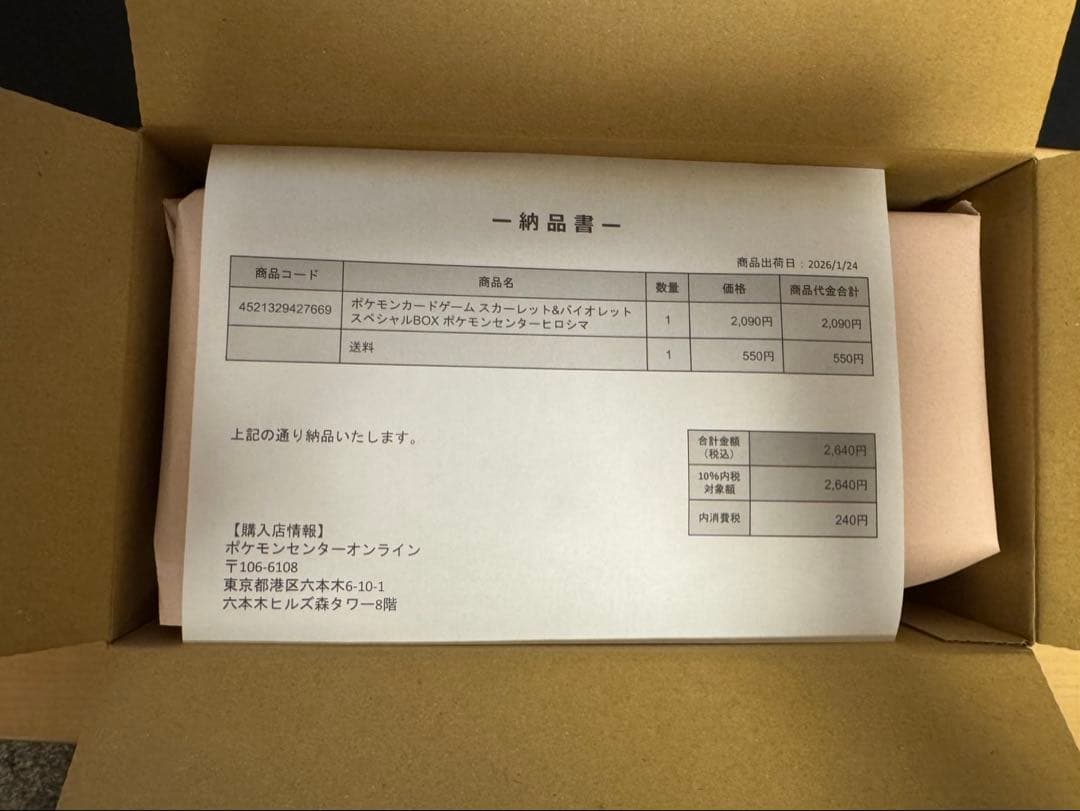 ー納品書ー
商品出荷日：2026/1/24
商品コード 商品名 数量 価格 商品代金合計
4521329427669 ポケモンカードゲーム スカーレット&バイオレット
スペシャルBOX ポケモンセンターヒロシマ 1 2,090円 2,090円
送料 1 550円 550円
上記の通り納品いたします。
合計金額
（税込） 2,640円
10%内税
対象額 2,640円
内消費税 240円
【購入店情報】
ポケモンセンターオンライン
〒106-6108
東京都港区六本木6-10-1
六本木ヒルズ森タワー8階